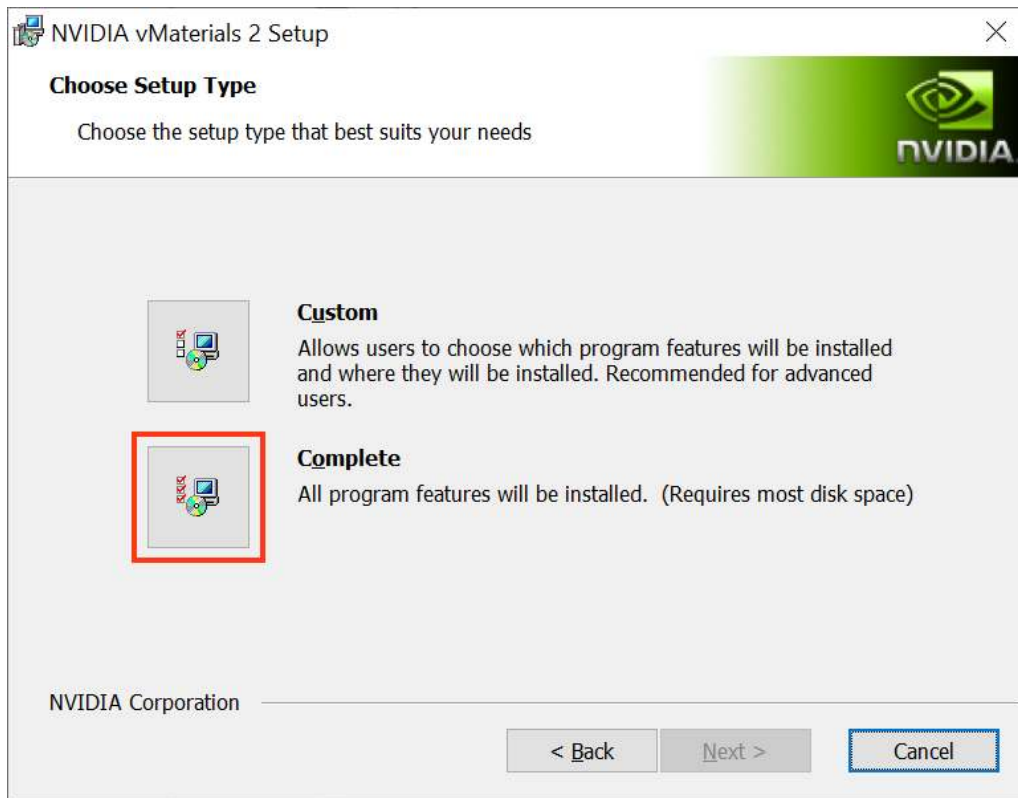 NVIDIA vMaterials 2 Setup
Choose Setup Type
Choose the setup type that best suits your needs
NVIDIA
Custom
Allows users to choose which program features will be installed
and where they will be installed. Recommended for advanced
users.
Complete
All program features will be installed.  (Requires most disk space)
NVIDIA Corporation
< Back
Next >
Cancel